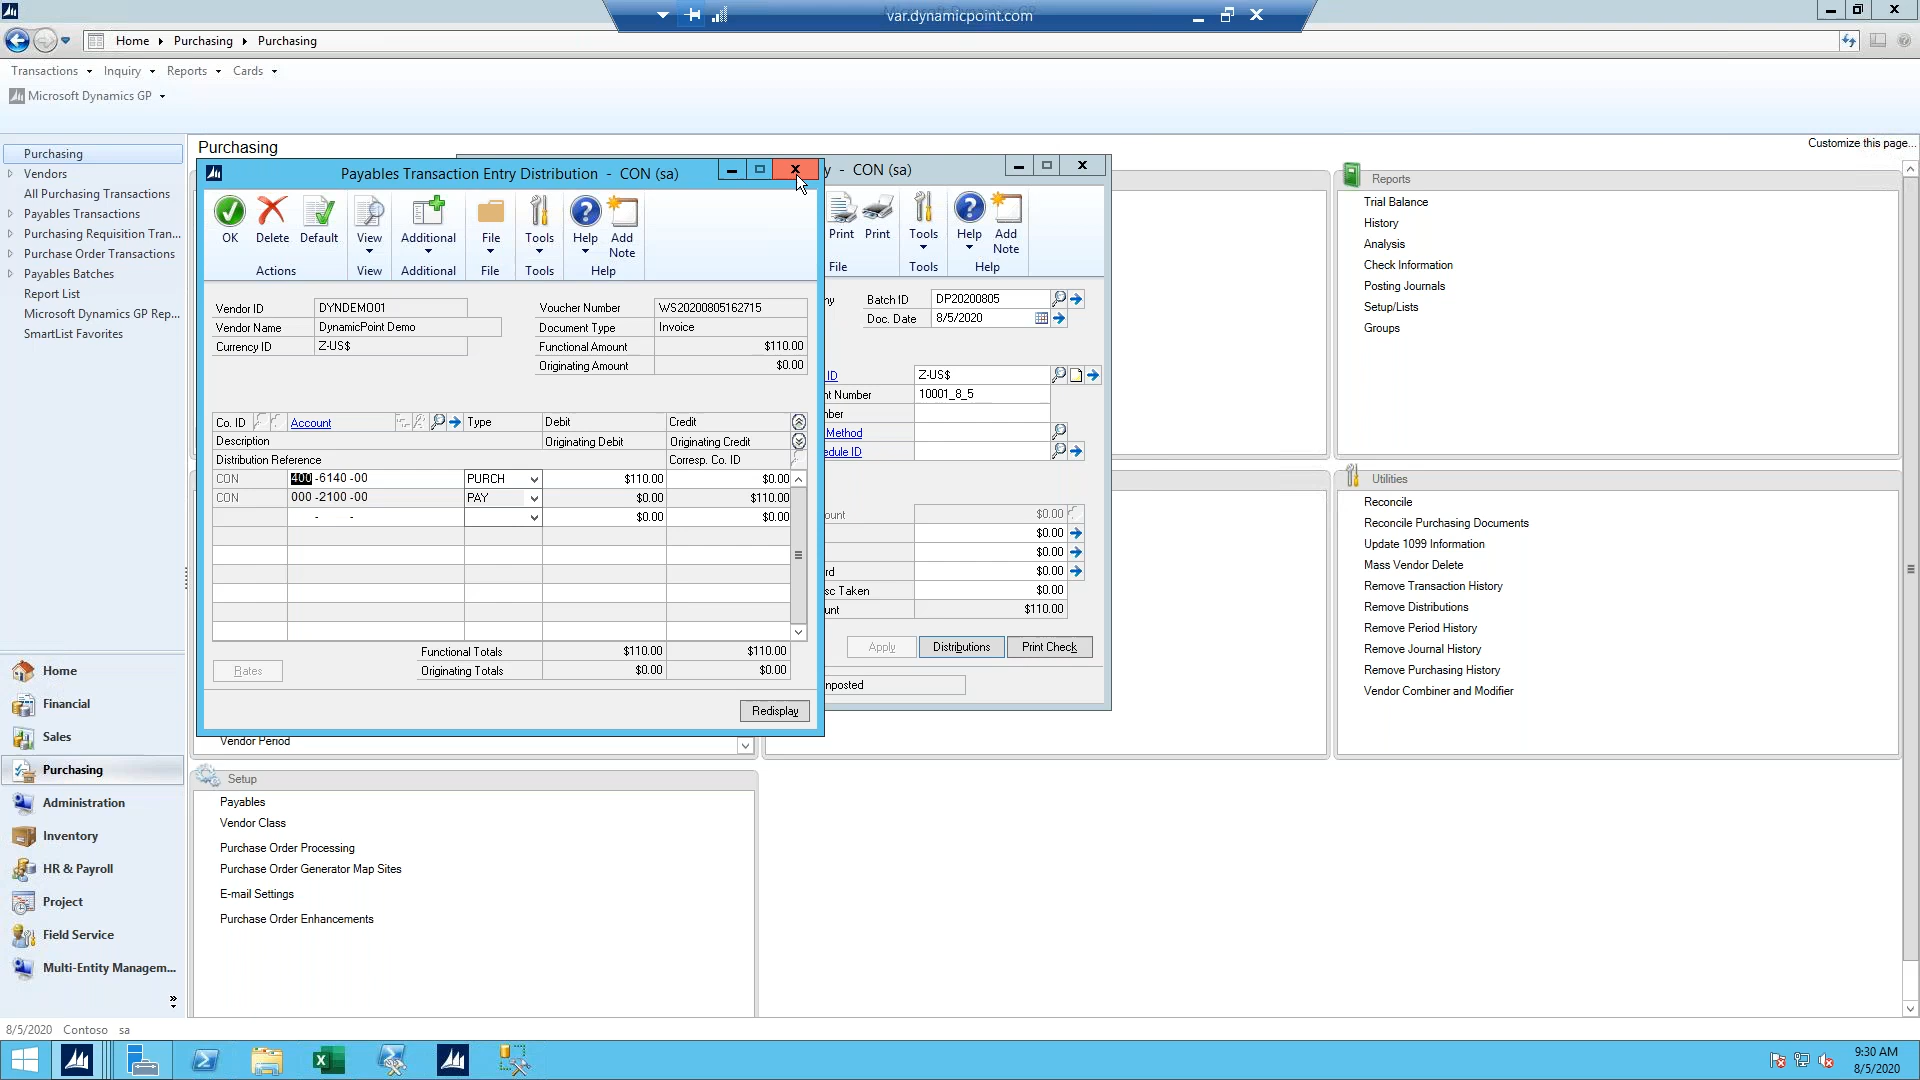 var.dynamicpoint.com
Home Purchasing Purchasing
Transactions Inquiry Reports Cards
Microsoft Dynamics GP
Customize this page...
Purchasing
Vendors
All Purchasing Transactions
Payables Transactions
Purchasing Requisition Tran...
Purchase Order Transactions
Payables Batches
Report List
Microsoft Dynamics GP Rep...
SmartList Favorites
Purchasing
Payables Transaction Entry Distribution - CON (sa)
OK
Delete
Default
View
Additional
File
Tools
Help
Add
Note
Actions
View
Additional
File
Tools
Help
Vendor ID DYNDEMO01
Vendor Name DynamicPoint Demo
Currency ID Z-US$
Voucher Number WS20200805162715
Document Type Invoice
Functional Amount $110.00
Originating Amount $0.00
Co. ID Account Type Debit Credit
Description Originating Debit Originating Credit
Distribution Reference Corresp. Co. ID
CON 400 -6140 -00 PURCH $110.00 $0.00
CON 000 -2100 -00 PAY $0.00 $110.00
- - $0.00 $0.00
Functional Totals $110.00 $110.00
Originating Totals $0.00 $0.00
Rates
Redisplay
y - CON (sa)
Print
Print
Tools
Help
Add
Note
File
Tools
Help
Batch ID DP20200805
Doc. Date 8/5/2020
ID Z-US$
nt Number 10001_8_5
nber
Method
edule ID
ount $0.00
$0.00
$0.00
rd $0.00
sc Taken $0.00
unt $110.00
Apply
Distributions
Print Check
nposted
Reports
Trial Balance
History
Analysis
Check Information
Posting Journals
Setup/Lists
Groups
Utilities
Reconcile
Reconcile Purchasing Documents
Update 1099 Information
Mass Vendor Delete
Remove Transaction History
Remove Distributions
Remove Period History
Remove Journal History
Remove Purchasing History
Vendor Combiner and Modifier
Vendor Period
Setup
Payables
Vendor Class
Purchase Order Processing
Purchase Order Generator Map Sites
E-mail Settings
Purchase Order Enhancements
Home
Financial
Sales
Purchasing
Administration
Inventory
HR & Payroll
Project
Field Service
Multi-Entity Managem...
8/5/2020 Contoso sa
9:30 AM
8/5/2020